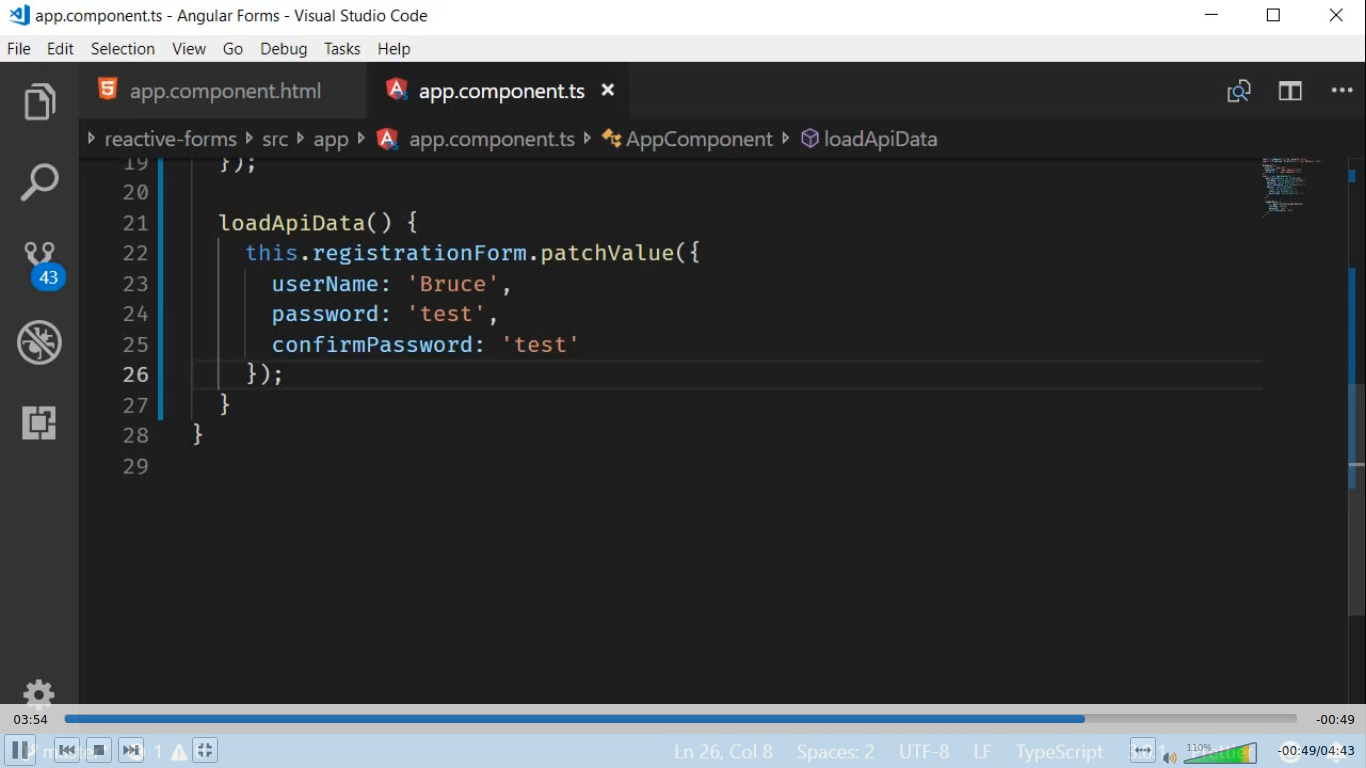 app.component.ts - Angular Forms - Visual Studio Code
File Edit Selection View Go Debug Tasks Help
app.component.html app.component.ts
reactive-forms src app app.component.ts AppComponent loadApiData
19 });
20
21 loadApiData() {
22 this.registrationForm.patchValue({
23 userName: 'Bruce',
24 password: 'test',
25 confirmPassword: 'test'
26 });
27 }
28 }
29
43
03:54 -00:49
1 Ln 26, Col 8 Spaces: 2 UTF-8 LF TypeScript 110% -00:49/04:43